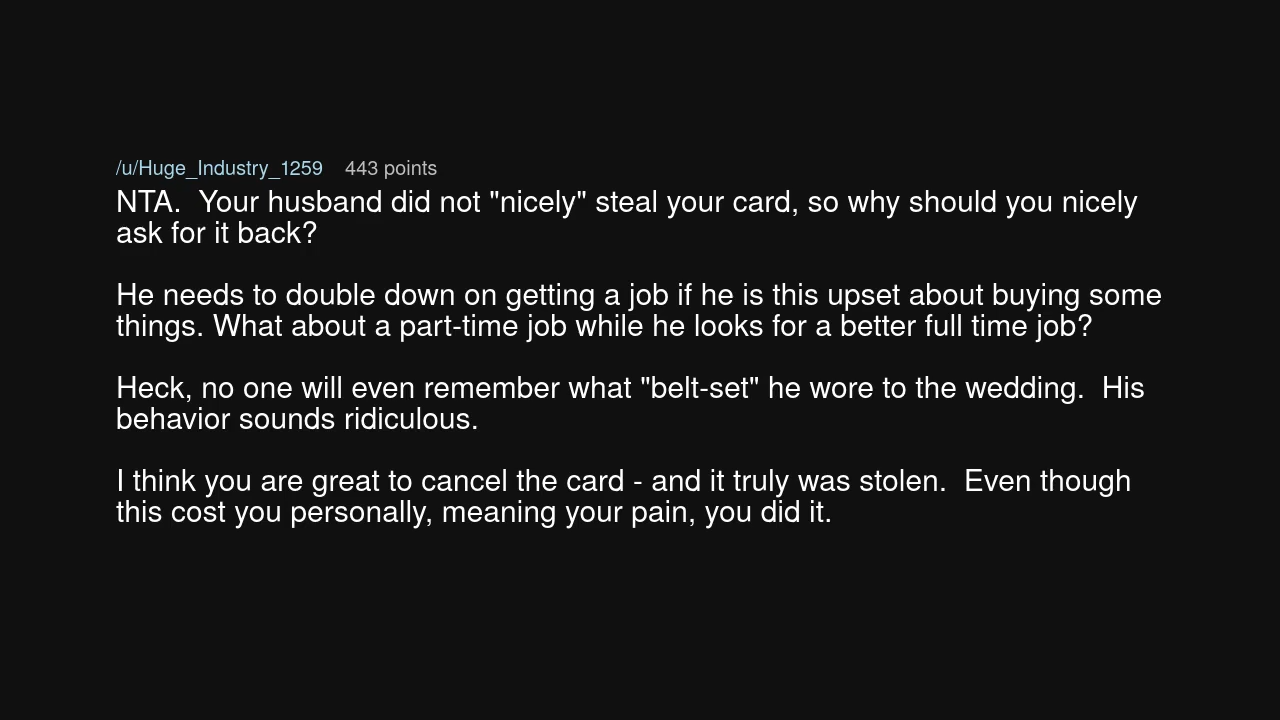 /u/Huge_Industry_1259 443 points
NTA.  Your husband did not "nicely" steal your card, so why should you nicely
ask for it back?
He needs to double down on getting a job if he is this upset about buying some
things. What about a part-time job while he looks for a better full time job?
Heck, no one will even remember what "belt-set" he wore to the wedding.  His
behavior sounds ridiculous.
I think you are great to cancel the card - and it truly was stolen.  Even though
this cost you personally, meaning your pain, you did it.